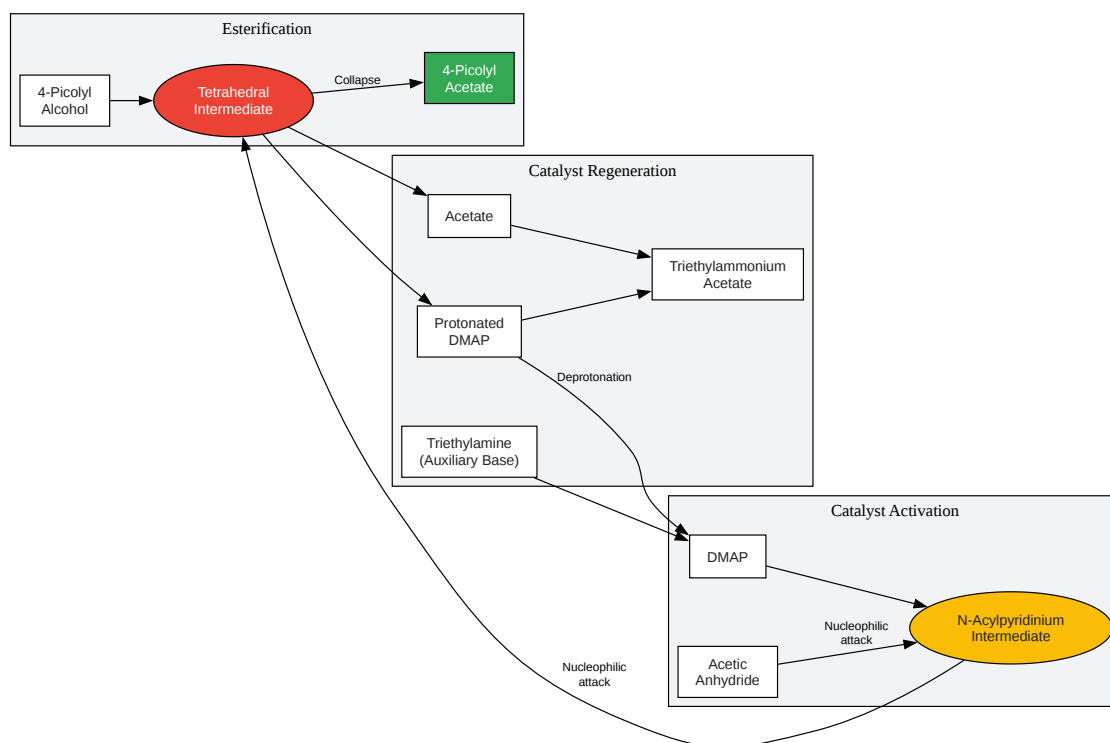 Esterification
4-Picolyl
Alcohol
Tetrahedral
Intermediate
Collapse
4-Picolyl
Acetate
Catalyst Regeneration
Acetate
Triethylammonium
Acetate
Protonated
DMAP
Deprotonation
Triethylamine
(Auxiliary Base)
Catalyst Activation
DMAP
N-Acylpyridinium
Intermediate
Nucleophilic
attack
Acetic
Anhydride
Nucleophilic
attack